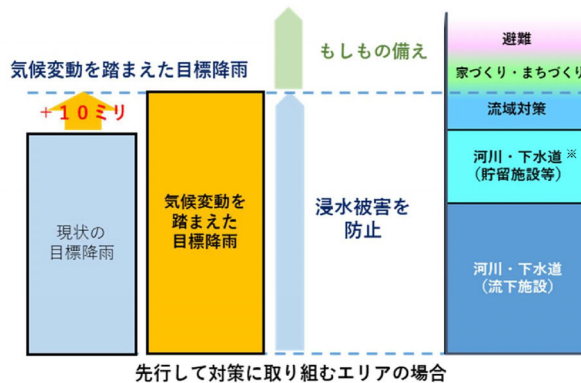 気候変動を踏まえた目標降雨
+10ミリ
現状の
目標降雨
気候変動を
踏まえた
目標降雨
もしもの備え
浸水被害を
防止
避難
家づくり・まちづくり
流域対策
河川・下水道※
(貯留施設等)
河川・下水道
(流下施設)
先行して対策に取り組むエリアの場合